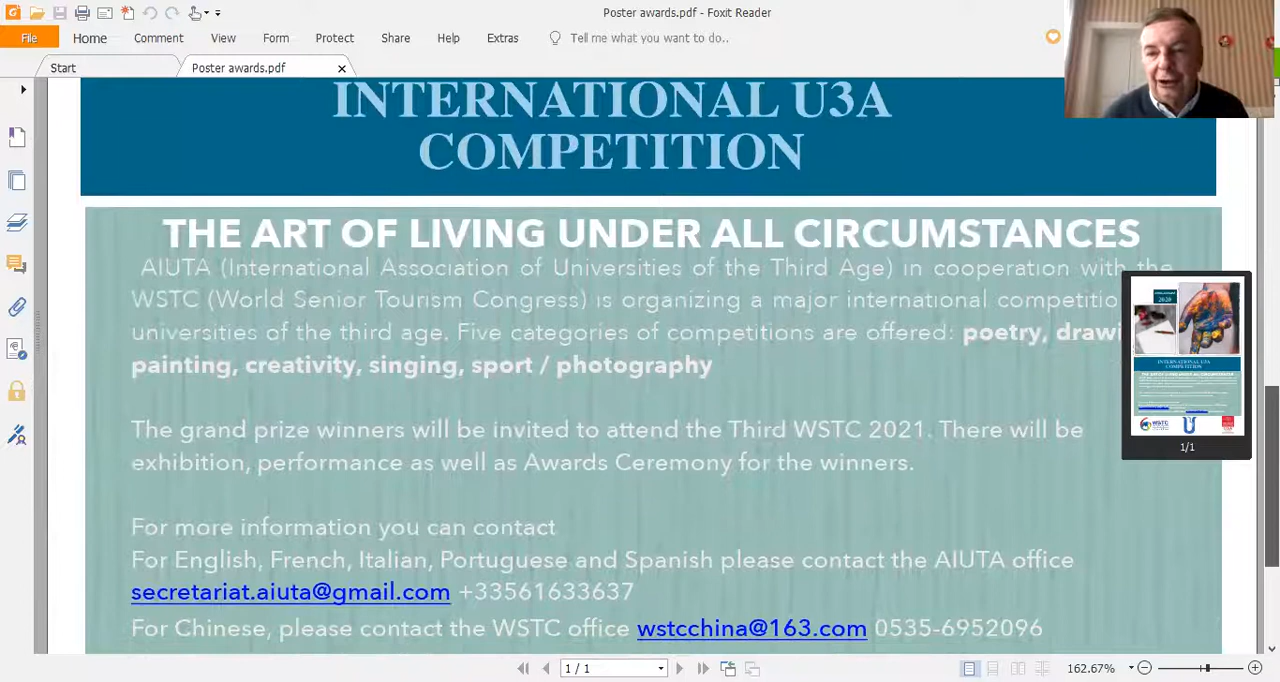 Poster awards.pdf - Foxit Reader
File Home Comment View Form Protect Share Help Extras Tell me what you want to do..
Start Poster awards.pdf
INTERNATIONAL U3A
COMPETITION
THE ART OF LIVING UNDER ALL CIRCUMSTANCES
AIUTA (International Association of Universities of the Third Age) in cooperation with the
WSTC (World Senior Tourism Congress) is organizing a major international competitio
universities of the third age. Five categories of competitions are offered: poetry, drawi
painting, creativity, singing, sport / photography
The grand prize winners will be invited to attend the Third WSTC 2021. There will be
exhibition, performance as well as Awards Ceremony for the winners.
For more information you can contact
For English, French, Italian, Portuguese and Spanish please contact the AIUTA office
secretariat.aiuta@gmail.com +33561633637
For Chinese, please contact the WSTC office wstcchina@163.com 0535-6952096
2020
INTERNATIONAL U3A
COMPETITION
WSTC
1/1
1 / 1
162.67%